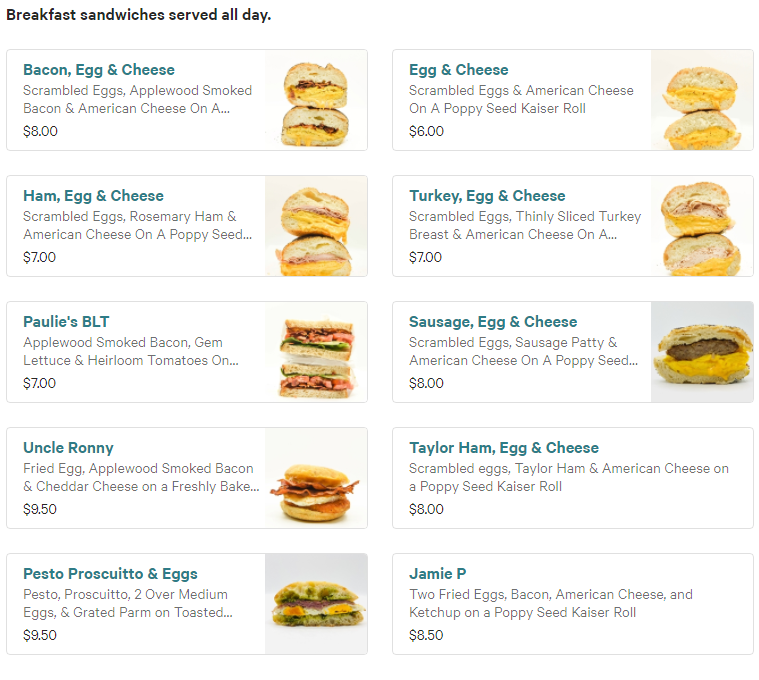 Breakfast sandwiches served all day.
Bacon, Egg & Cheese
Scrambled Eggs, Applewood Smoked
Bacon & American Cheese On A...
$8.00
Egg & Cheese
Scrambled Eggs & American Cheese
On A Poppy Seed Kaiser Roll
$6.00
Ham, Egg & Cheese
Scrambled Eggs, Rosemary Ham &
American Cheese On A Poppy Seed...
$7.00
Turkey, Egg & Cheese
Scrambled Eggs, Thinly Sliced Turkey
Breast & American Cheese On A...
$7.00
Paulie's BLT
Applewood Smoked Bacon, Gem
Lettuce & Heirloom Tomatoes On...
$7.00
Sausage, Egg & Cheese
Scrambled Eggs, Sausage Patty &
American Cheese On A Poppy Seed...
$8.00
Uncle Ronny
Fried Egg, Applewood Smoked Bacon
& Cheddar Cheese on a Freshly Bake...
$9.50
Taylor Ham, Egg & Cheese
Scrambled eggs, Taylor Ham & American Cheese on
a Poppy Seed Kaiser Roll
$8.00
Pesto Proscuitto & Eggs
Pesto, Proscuitto, 2 Over Medium
Eggs, & Grated Parm on Toasted...
$9.50
Jamie P
Two Fried Eggs, Bacon, American Cheese, and
Ketchup on a Poppy Seed Kaiser Roll
$8.50